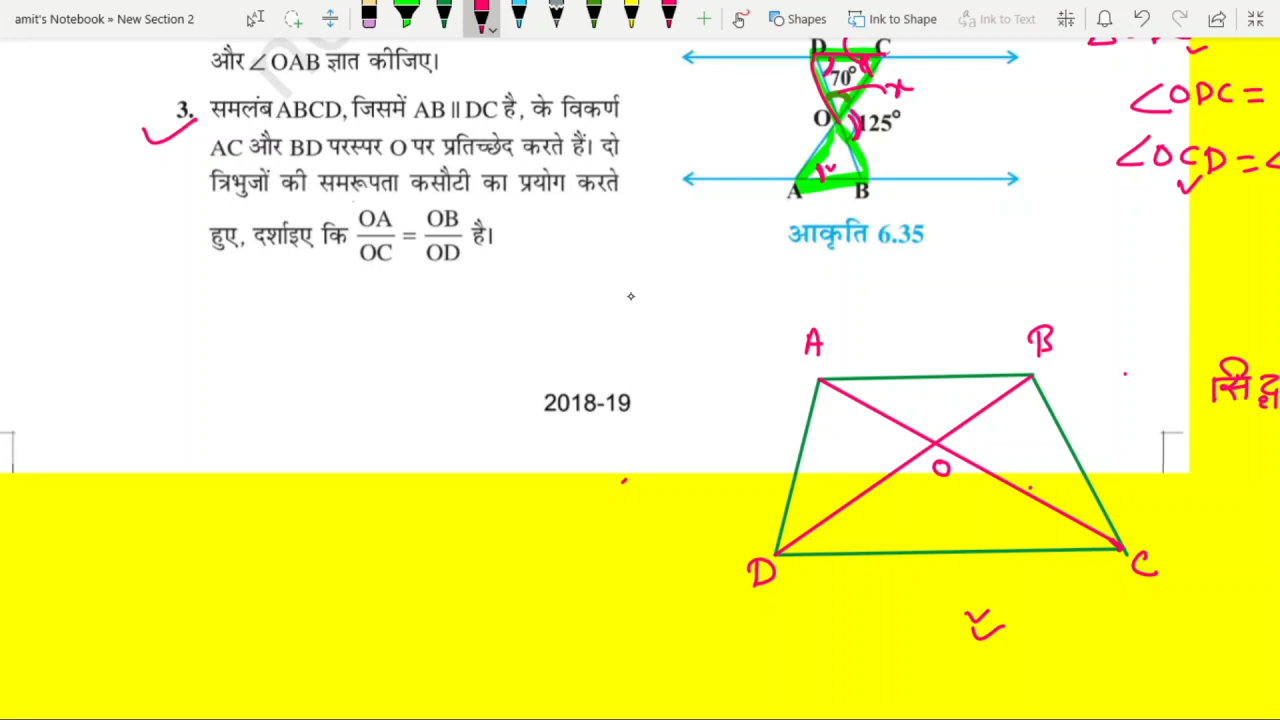 amit's Notebook » New Section 2
Shapes
Ink to Shape
Ink to Text
और ∠OAB ज्ञात कीजिए।
3. समलंब ABCD, जिसमें AB || DC है, के विकर्ण
AC और BD परस्पर O पर प्रतिच्छेद करते हैं। दो
त्रिभुजों की समरूपता कसौटी का प्रयोग करते
हुए, दर्शाइए कि OA/OC = OB/OD है।
2018-19
D C
70°
x
O 125°
A B
आकृति 6.35
∠ODC =
∠OCD = ∠
A B
O
D C